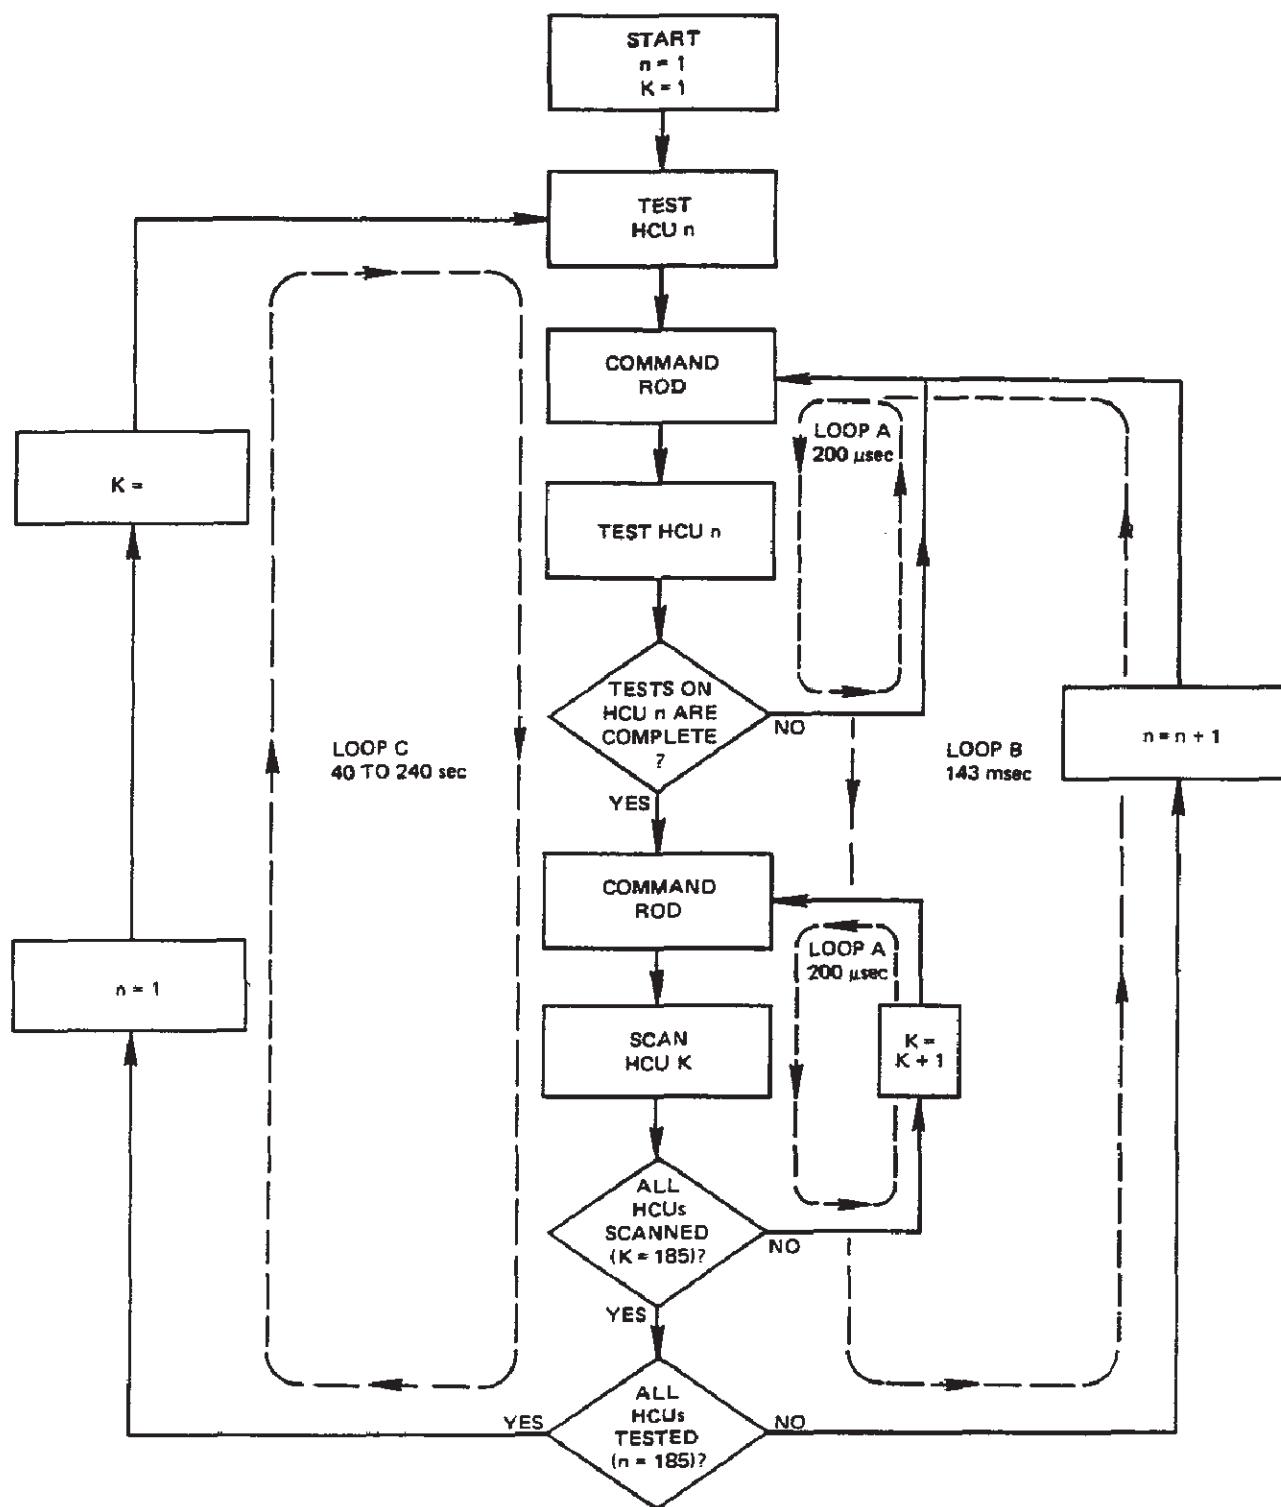 START
n = 1
K = 1
TEST
HCU n
COMMAND
ROD
LOOP A
200 μsec
K =
TEST HCU n
TESTS ON
HCU n ARE
COMPLETE
?
NO
YES
LOOP C
40 TO 240 sec
LOOP B
143 msec
n = n + 1
COMMAND
ROD
LOOP A
200 μsec
n = 1
SCAN
HCU K
K =
K + 1
ALL
HCUs
SCANNED
(K = 185)?
NO
YES
ALL
HCUs
TESTED
(n = 185)?
YES
NO